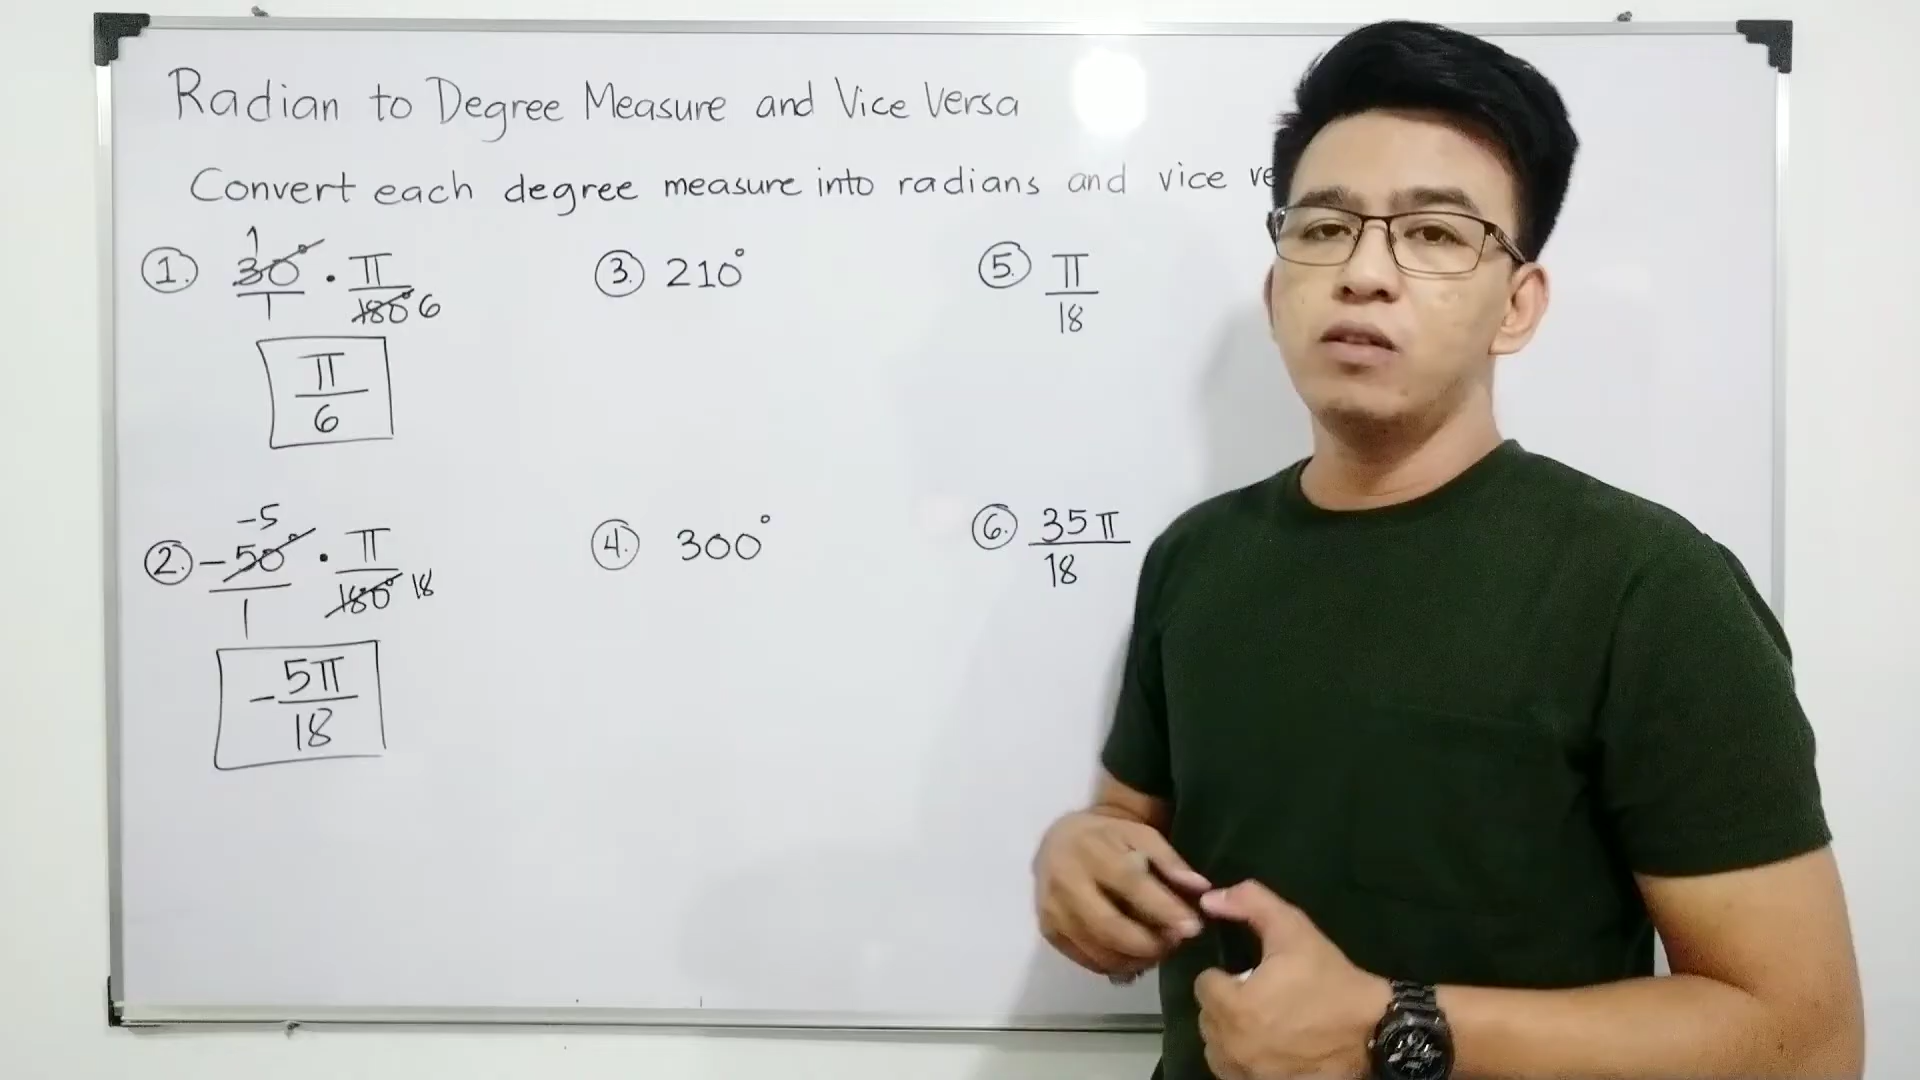 Radian to Degree Measure and Vice Versa
Convert each degree measure into radians and vice
1. 30°/1 · π/180° 1 6
π/6
2. -50°/1 · π/180° -5 18
-5π/18
3. 210°
4. 300°
5. π/18
6. 35π/18